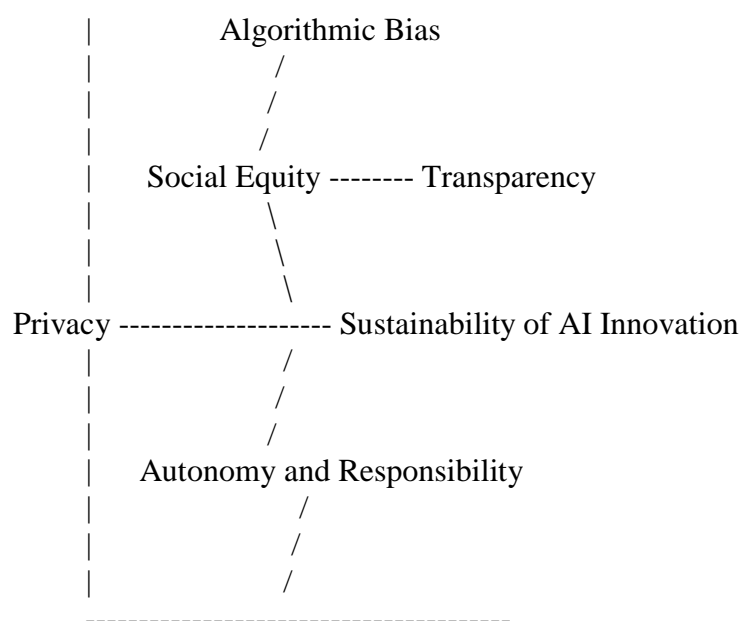 Algorithmic Bias
Social Equity -------- Transparency
Privacy -------------------- Sustainability of AI Innovation
Autonomy and Responsibility